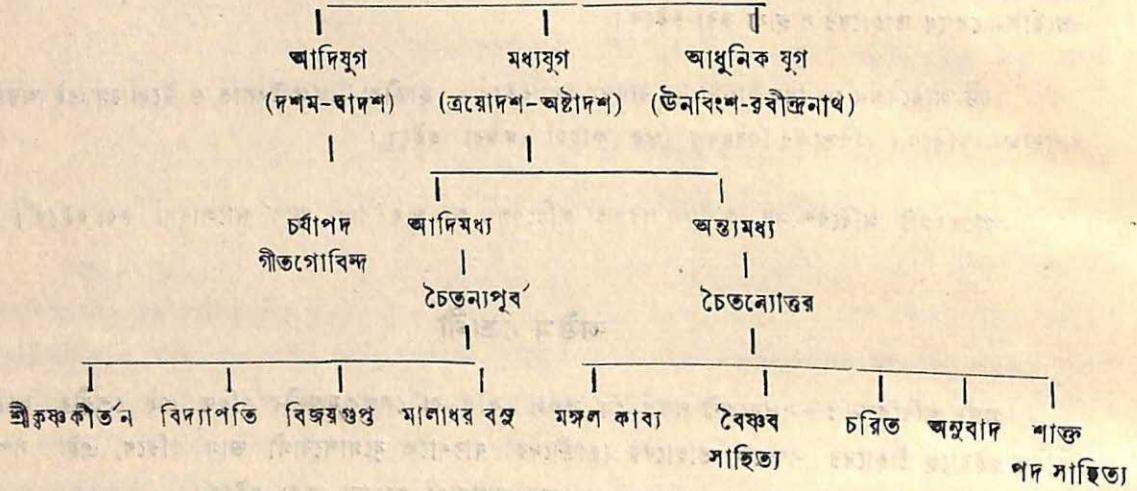 আদিযুগ মধ্যযুগ আধুনিক যুগ
(দশম-দ্বাদশ) (ত্রয়োদশ-অষ্টাদশ) (ঊনবিংশ-রবীন্দ্রনাথ)
চর্যাপদ আদিমধ্য অন্ত্যমধ্য
গীতগোবিন্দ
চৈতন্যপূর্ব চৈতন্যোত্তর
শ্রীকৃষ্ণকীর্তন বিদ্যাপতি বিজয়গুপ্ত মালাধর বসু মঙ্গল কাব্য বৈষ্ণব চরিত অনুবাদ শাক্ত
সাহিত্য পদ সাহিত্য